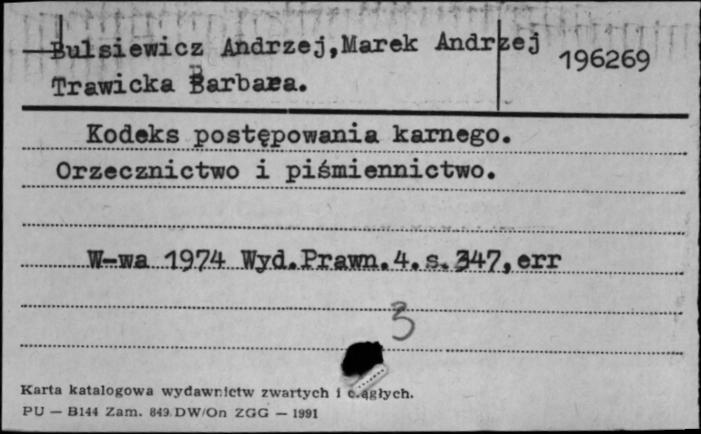 Bulsiewicz Andrzej,Marek Andrzej
196269
Trawicka Barbara.
Kodeks postępowania karnego.
Orzecznictwo i piśmiennictwo.
W-wa 1974 Wyd.Prawn.4.s.347,err
3
Karta katalogowa wydawnictw zwartych i ciągłych.
PU — B144 Zam. 849.DW/On ZGG — 1991